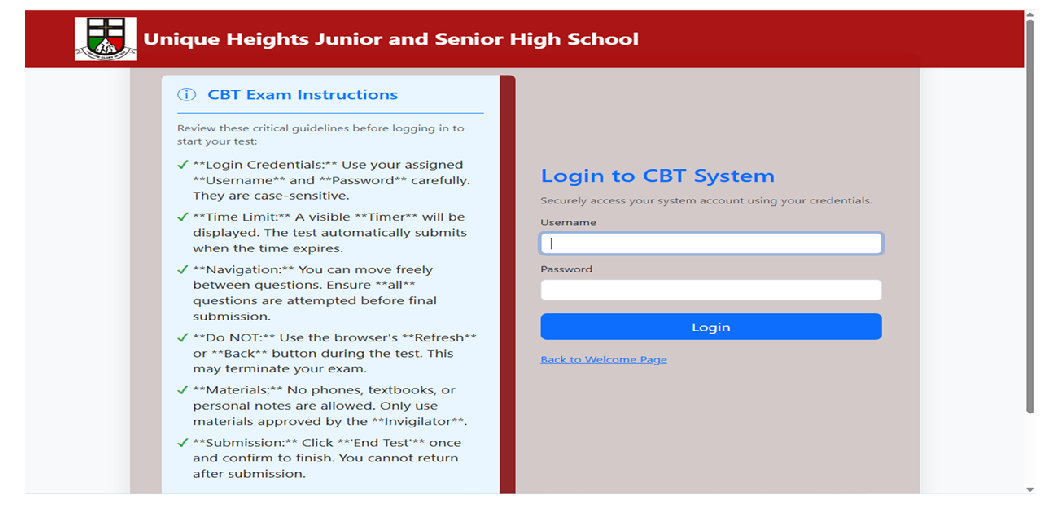 Unique Heights Junior and Senior High School
ⓘ CBT Exam Instructions
Review these critical guidelines before logging in to
start your test:
✓ **Login Credentials:** Use your assigned
**Username** and **Password** carefully.
They are case-sensitive.
✓ **Time Limit:** A visible **Timer** will be
displayed. The test automatically submits
when the time expires.
✓ **Navigation:** You can move freely
between questions. Ensure **all**
questions are attempted before final
submission.
✓ **Do NOT:** Use the browser's **Refresh**
or **Back** button during the test. This
may terminate your exam.
✓ **Materials:** No phones, textbooks, or
personal notes are allowed. Only use
materials approved by the **Invigilator**.
✓ **Submission:** Click **'End Test'** once
and confirm to finish. You cannot return
after submission.
Login to CBT System
Securely access your system account using your credentials.
Username
Password
Login
Back to Welcome Page